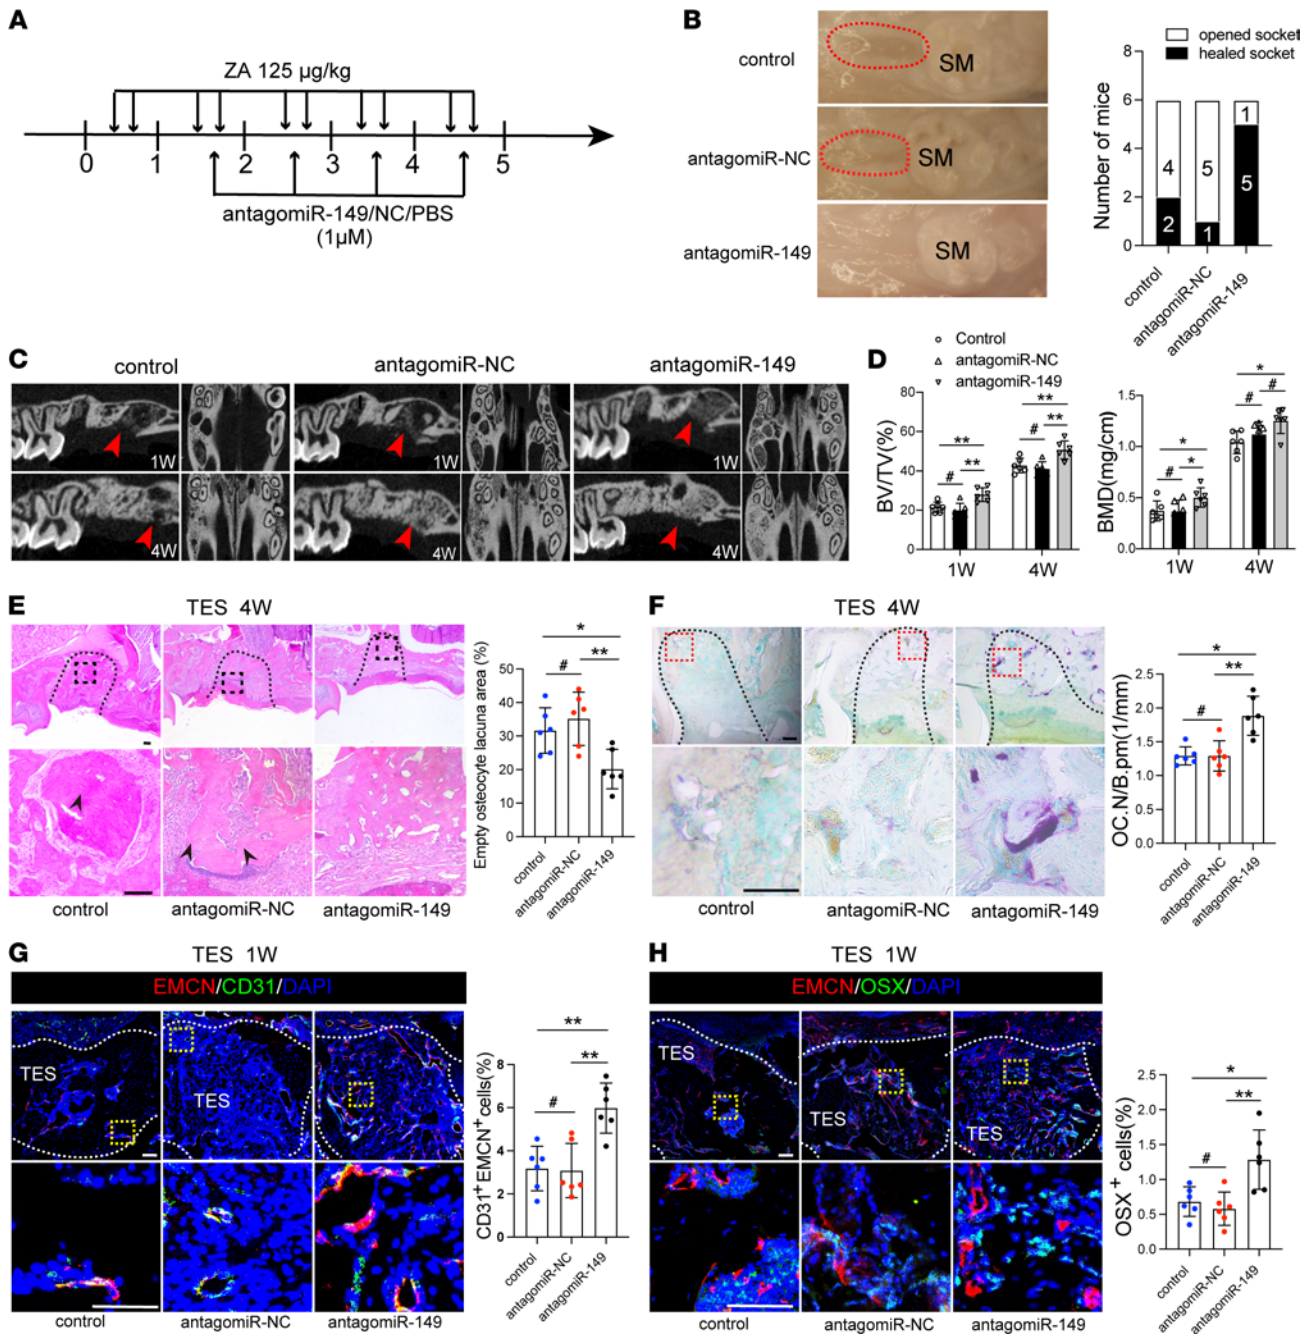 A
ZA 125 µg/kg
0 1 2 3 4 5
antagomiR-149/NC/PBS
(1µM)
B
control
SM
antagomiR-NC
SM
antagomiR-149
SM
opened socket
healed socket
Number of mice
8
6
4
2
0
4
5
1
2
1
5
control
antagomiR-NC
antagomiR-149
C
control
antagomiR-NC
antagomiR-149
1W
1W
1W
4W
4W
4W
D
Control
antagomiR-NC
antagomiR-149
BV/TV(%)
80
60
40
20
0
** # **
** # **
1W
4W
BMD(mg/cm)
1.5
1.0
0.5
0.0
* # *
* # #
1W
4W
E
TES 4W
control
antagomiR-NC
antagomiR-149
Empty osteocyte lacuna area (%)
50
40
30
20
10
0
*
# **
control
antagomiR-NC
antagomiR-149
F
TES 4W
control
antagomiR-NC
antagomiR-149
OC.N/B.pm(1/mm)
2.5
2.0
1.5
1.0
0.5
0.0
*
**
#
control
antagomiR-NC
antagomiR-149
G
TES 1W
EMCN/CD31/DAPI
TES
TES
control
antagomiR-NC
antagomiR-149
CD31+EMCN+cells(%)
8
6
4
2
0
**
**
#
control
antagomiR-NC
antagomiR-149
H
TES 1W
EMCN/OSX/DAPI
TES
TES
TES
control
antagomiR-NC
antagomiR-149
OSX+ cells(%)
2.5
2.0
1.5
1.0
0.5
0.0
*
**
#
control
antagomiR-NC
antagomiR-149